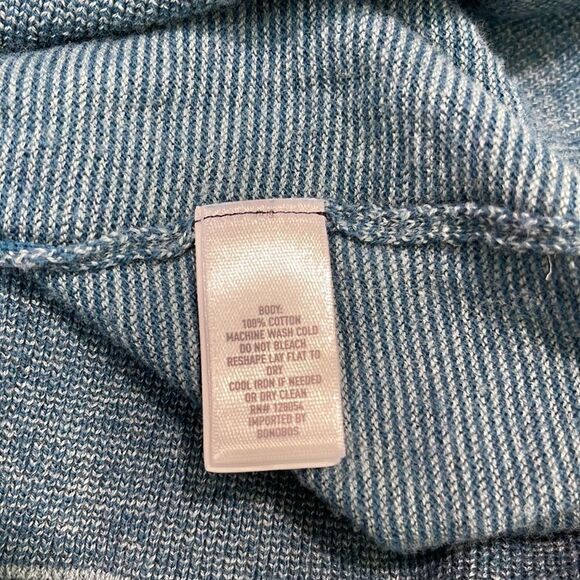 BODY:
100% COTTON
MACHINE WASH COLD
DO NOT BLEACH
RESHAPE LAY FLAT TO
DRY
COOL IRON IF NEEDED
OR DRY CLEAN
RN# 128054
IMPORTED BY
BONOBOS